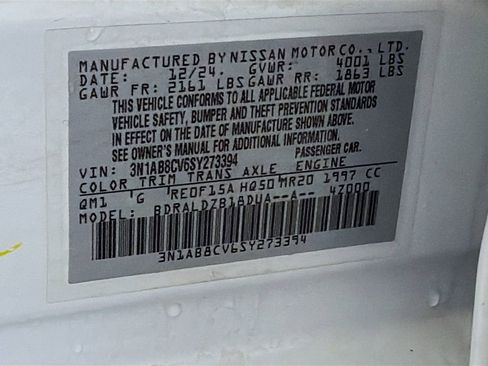 MANUFACTURED BY NISSAN MOTOR CO., LTD.
DATE: 12/24. GVWR: 4001 LBS
GAWR FR: 2161 LBS GAWR RR: 1863 LBS
THIS VEHICLE CONFORMS TO ALL APPLICABLE FEDERAL MOTOR
VEHICLE SAFETY, BUMPER AND THEFT PREVENTION STANDARDS
IN EFFECT ON THE DATE OF MANUFACTURE SHOWN ABOVE.
SEE OWNER'S MANUAL FOR ADDITIONAL INFORMATION.
VIN: 3N1AB8CV6SY273394 PASSENGER CAR.
COLOR TRIM TRANS AXLE ENGINE
QM1 G RE0F15A HQ50 MR20 1997 CC
MODEL: BDRALDZB18DUA--A-- 4Z000
3N1AB8CV6SY273394